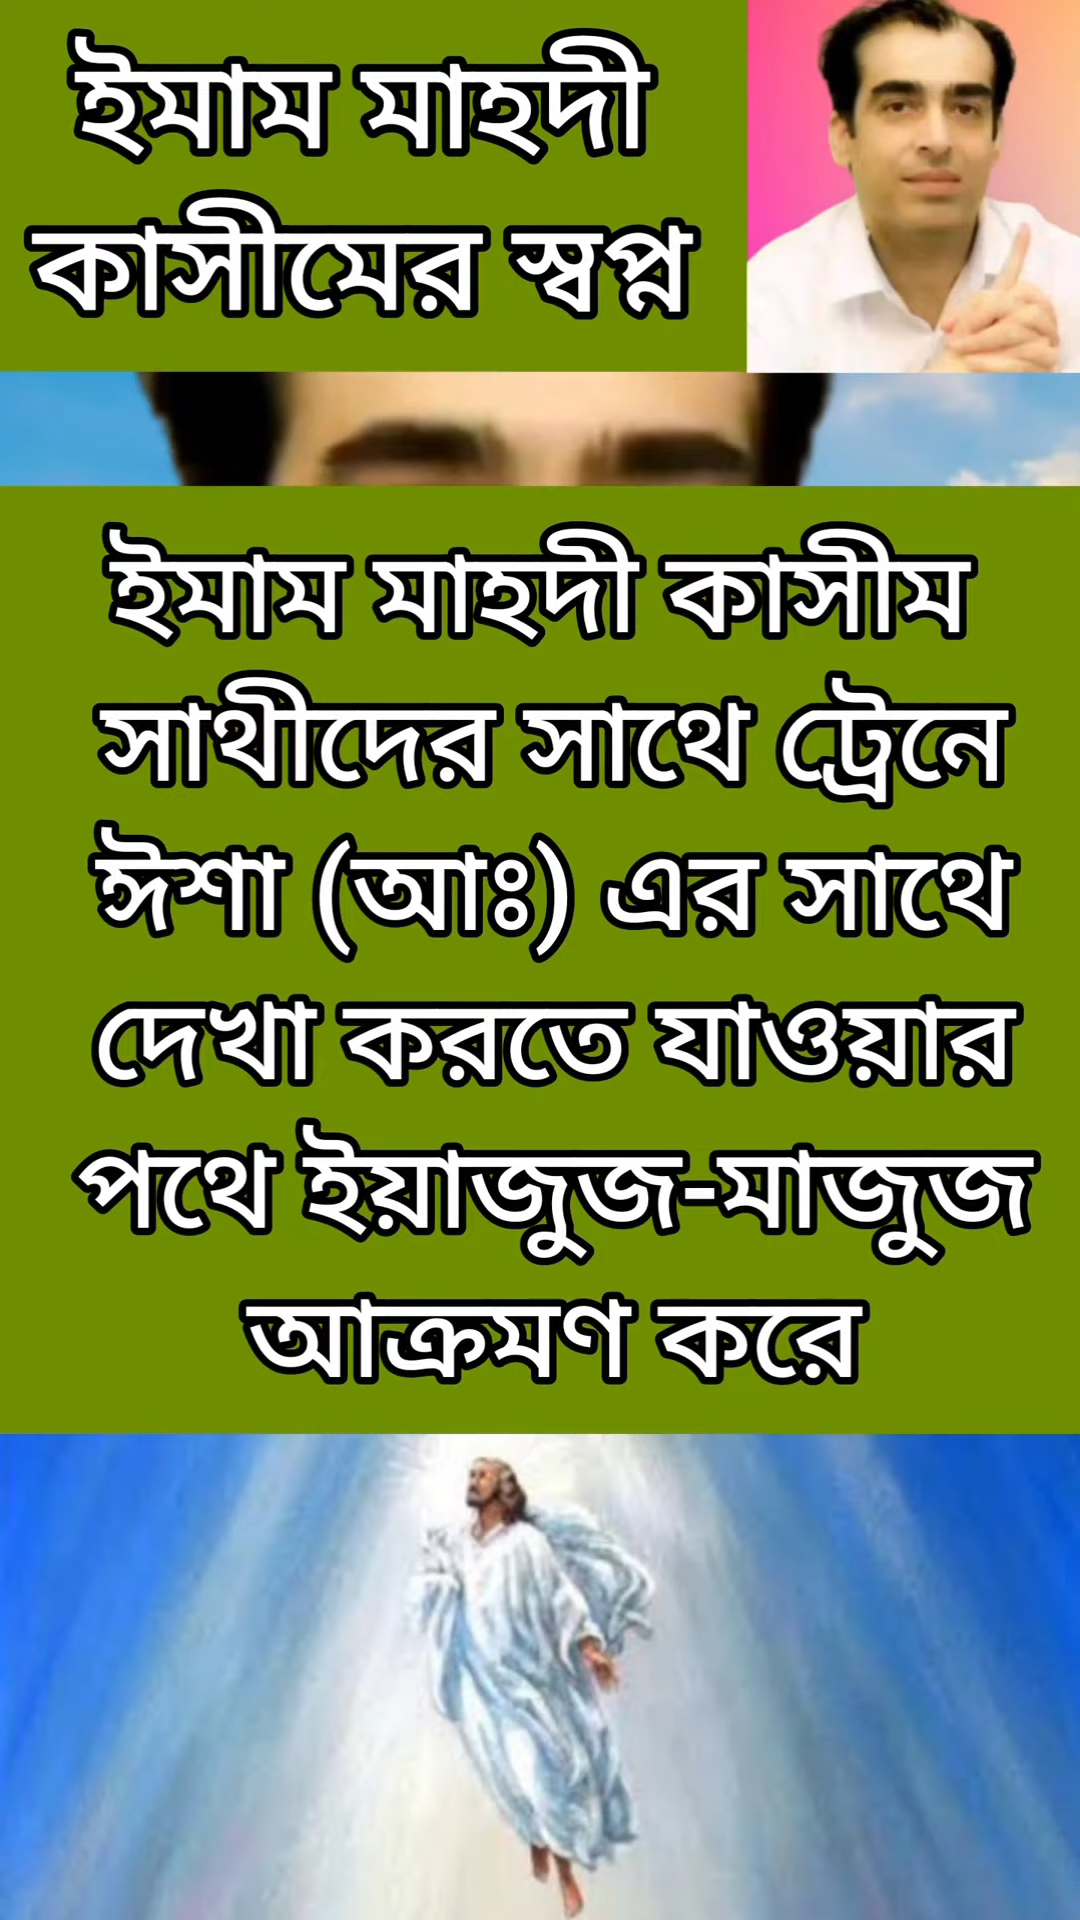 ইমাম মাহদী
কাসীমের স্বপ্ন
ইমাম মাহদী কাসীম
সাথীদের সাথে ট্রেনে
ঈশা (আঃ) এর সাথে
দেখা করতে যাওয়ার
পথে ইয়াজুজ-মাজুজ
আক্রমণ করে